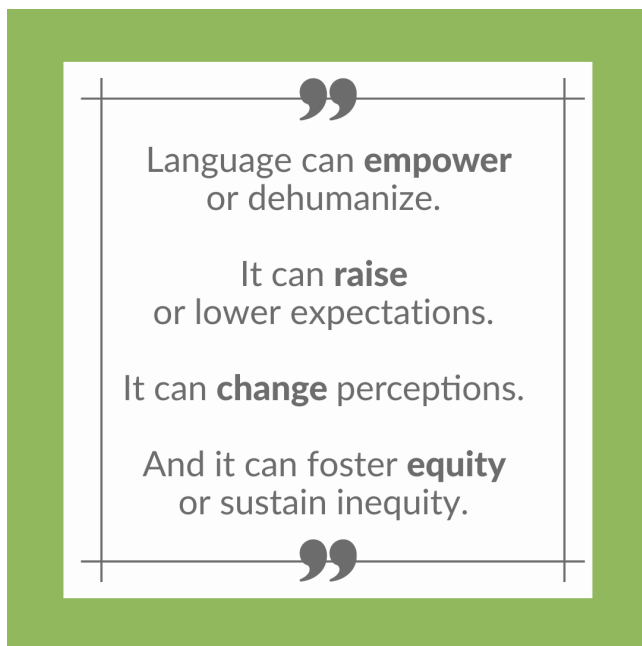 ”
Language can empower
or dehumanize.
It can raise
or lower expectations.
It can change perceptions.
And it can foster equity
or sustain inequity.
”